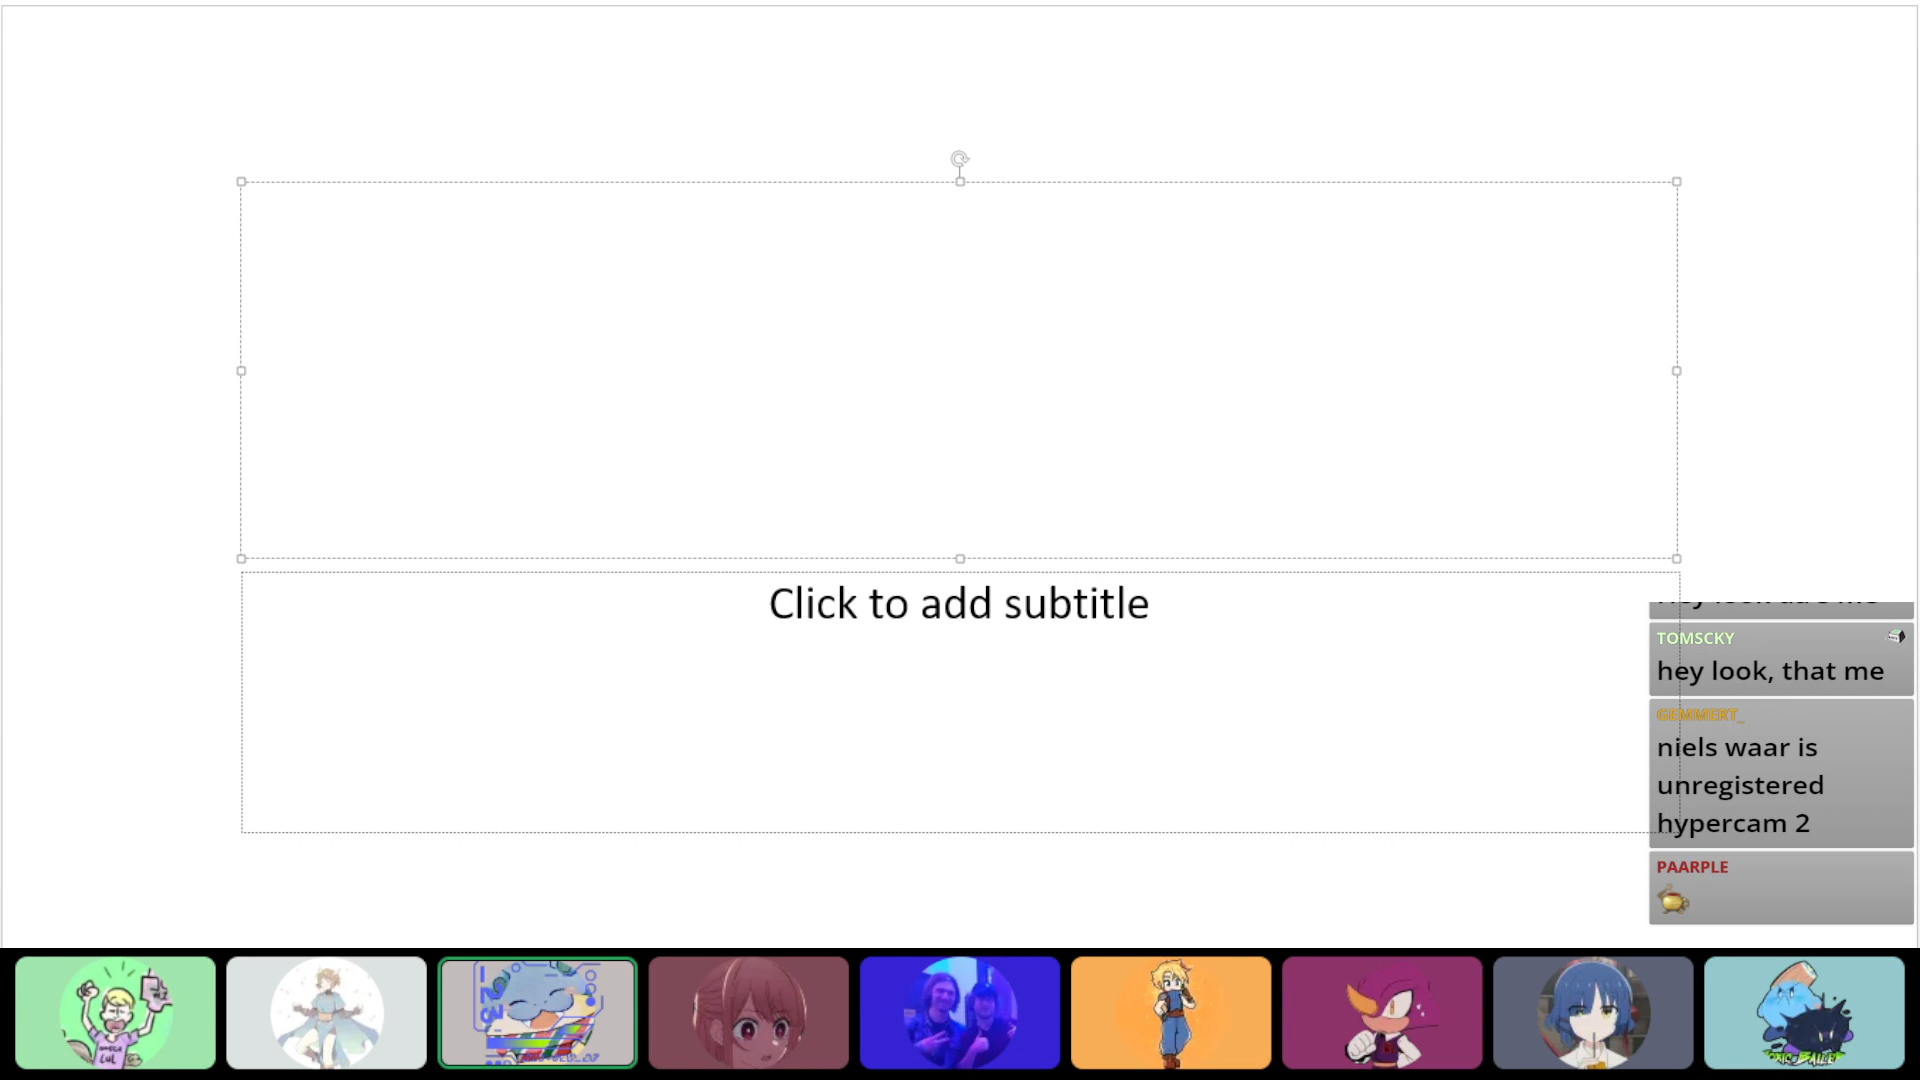 Click to add subtitle
TOMSCKY
hey look, that me
GEMMERT_
niels waar is
unregistered
hypercam 2
PAARPLE